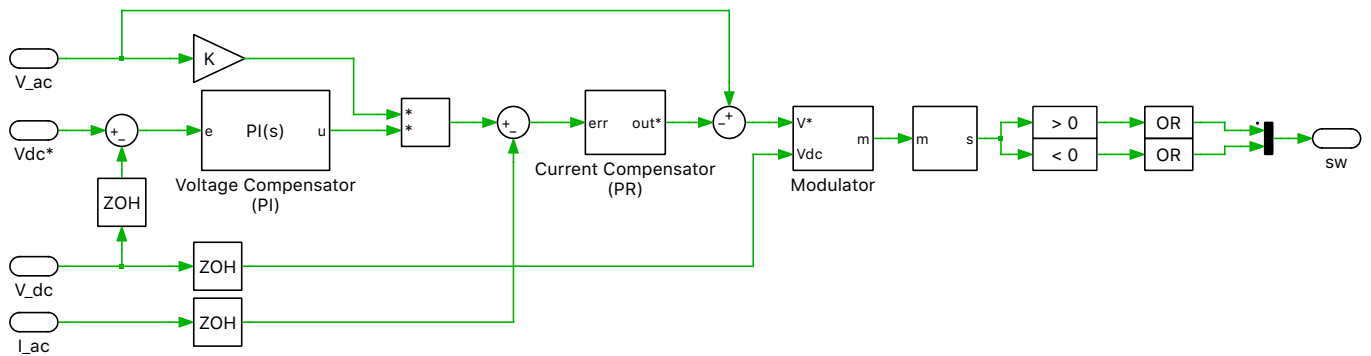 V_ac
K
Vdc*
+
−
e
PI(s)
u
Voltage Compensator
(PI)
*
*
+
−
err
out*
Current Compensator
(PR)
+
−
V*
Vdc
m
Modulator
m
s
> 0
< 0
OR
OR
sw
ZOH
V_dc
ZOH
I_ac
ZOH